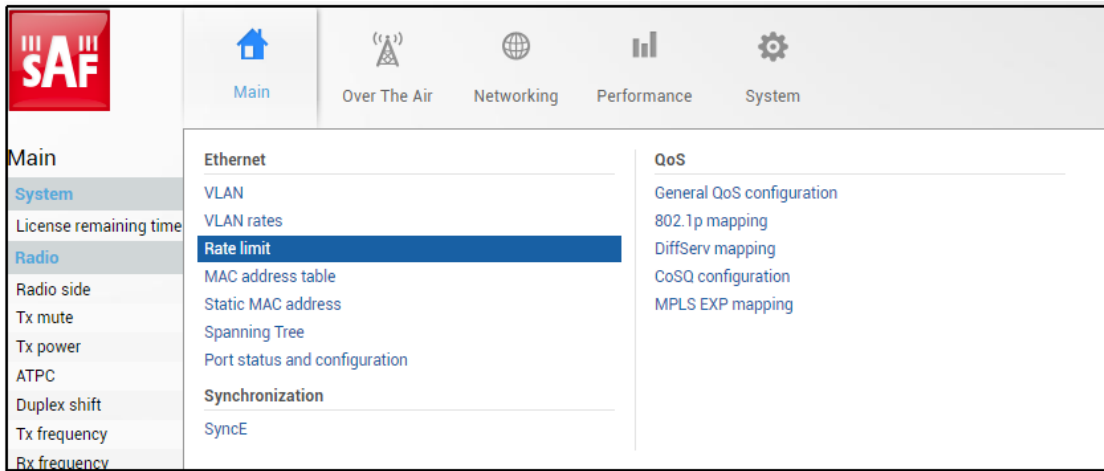 sAF
Main
Over The Air
Networking
Performance
System
Main
System
License remaining time
Radio
Radio side
Tx mute
Tx power
ATPC
Duplex shift
Tx frequency
Rx frequency
Ethernet
VLAN
VLAN rates
Rate limit
MAC address table
Static MAC address
Spanning Tree
Port status and configuration
Synchronization
SyncE
QoS
General QoS configuration
802.1p mapping
DiffServ mapping
CoSQ configuration
MPLS EXP mapping